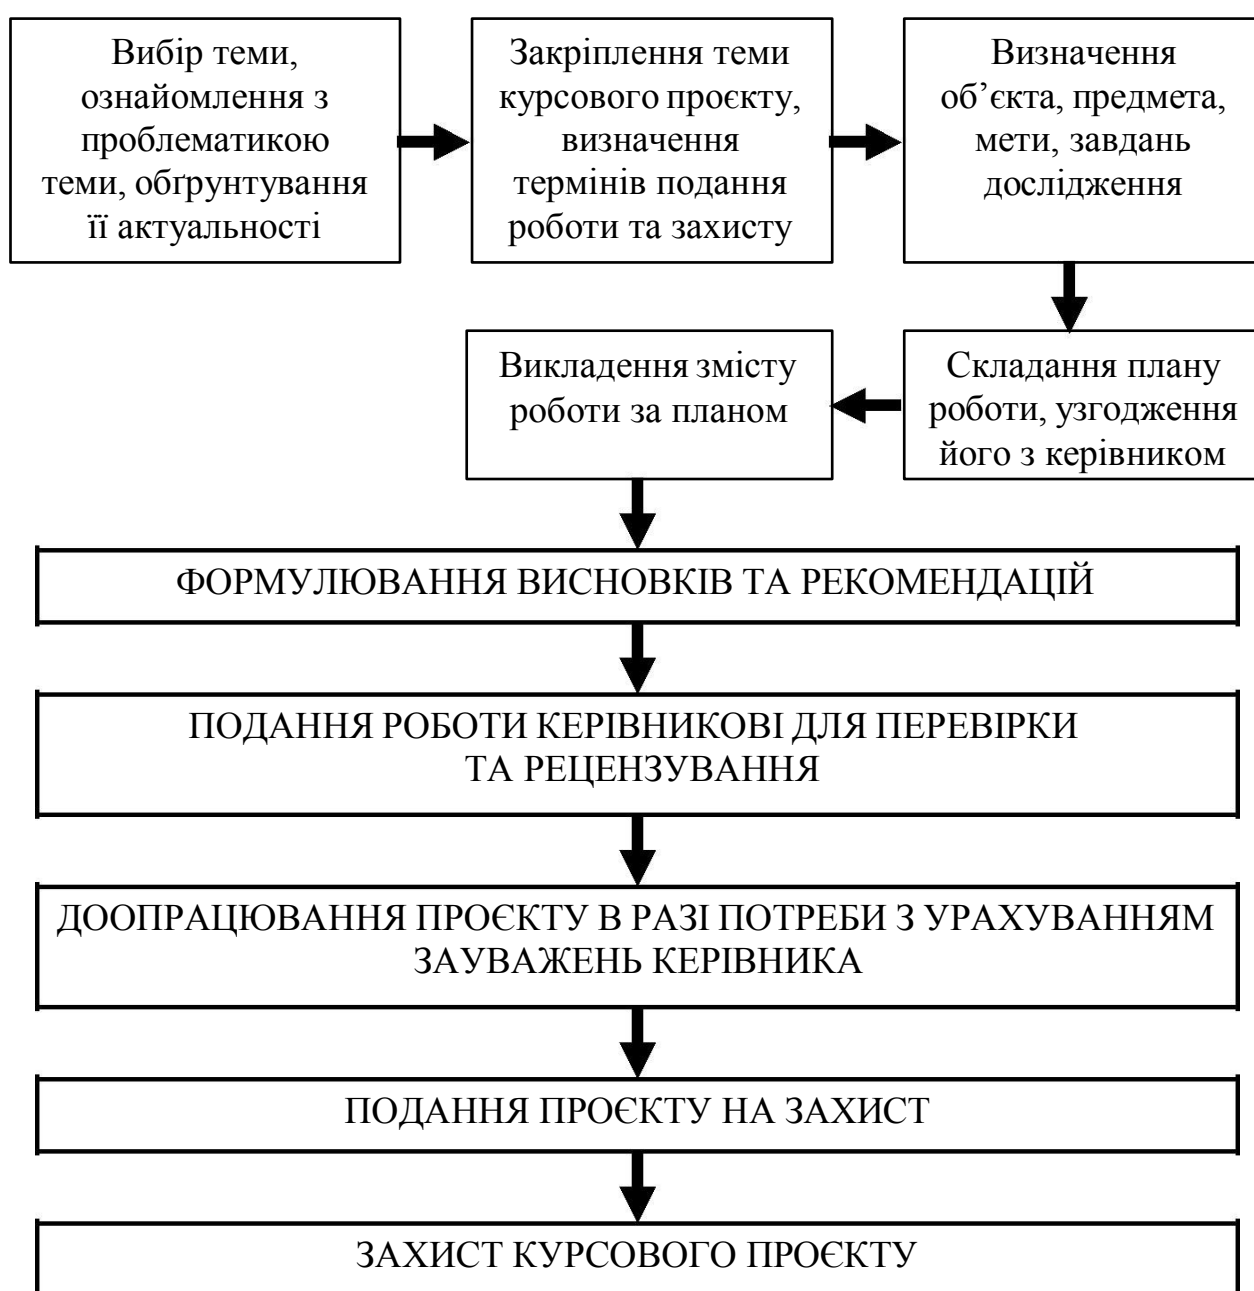 Вибір теми,
ознайомлення з
проблематикою
теми, обґрунтування
її актуальності
Закріплення теми
курсового проєкту,
визначення
термінів подання
роботи та захисту
Визначення
об’єкта, предмета,
мети, завдань
дослідження
Складання плану
роботи, узгодження
його з керівником
Викладення змісту
роботи за планом
ФОРМУЛЮВАННЯ ВИСНОВКІВ ТА РЕКОМЕНДАЦІЙ
ПОДАННЯ РОБОТИ КЕРІВНИКОВІ ДЛЯ ПЕРЕВІРКИ
ТА РЕЦЕНЗУВАННЯ
ДООПРАЦЮВАННЯ ПРОЄКТУ В РАЗІ ПОТРЕБИ З УРАХУВАННЯМ
ЗАУВАЖЕНЬ КЕРІВНИКА
ПОДАННЯ ПРОЄКТУ НА ЗАХИСТ
ЗАХИСТ КУРСОВОГО ПРОЄКТУ